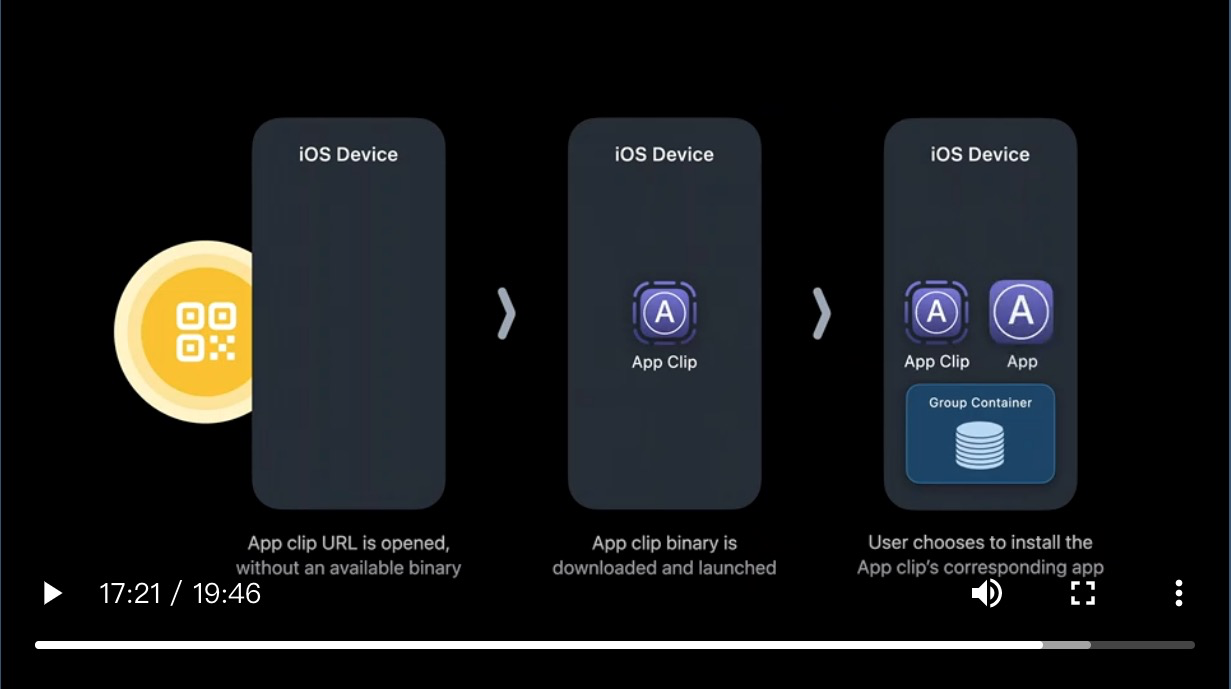 iOS Device
App clip URL is opened,
without an available binary
iOS Device
A
App Clip
App clip binary is
downloaded and launched
iOS Device
A
App Clip
A
App
Group Container
User chooses to install the
App clip’s corresponding app
17:21 / 19:46